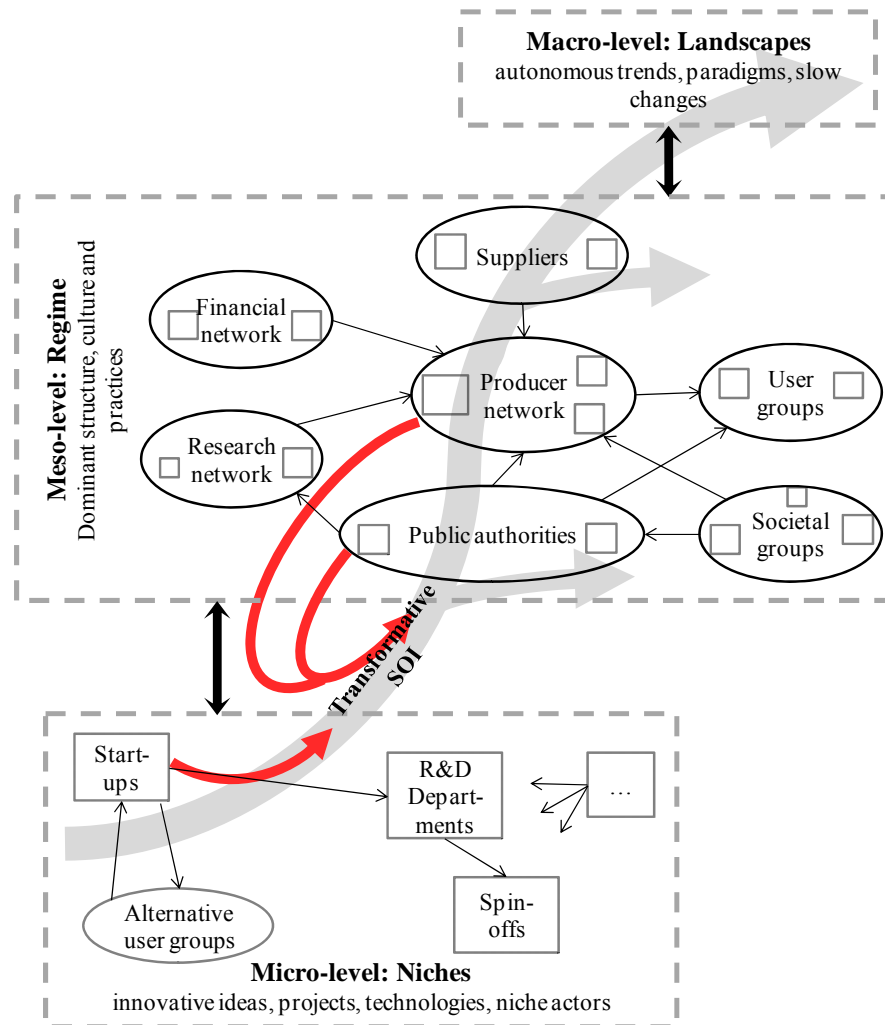 Macro-level: Landscapes
autonomous trends, paradigms, slow
changes
Meso-level: Regime
Dominant structure, culture and
practices
Suppliers
Financial
network
Producer
network
User
groups
Research
network
Public authorities
Societal
groups
Transformative
SOI
Start-
ups
R&D
Depart-
ments
...
Alternative
user groups
Spin-
offs
Micro-level: Niches
innovative ideas, projects, technologies, niche actors